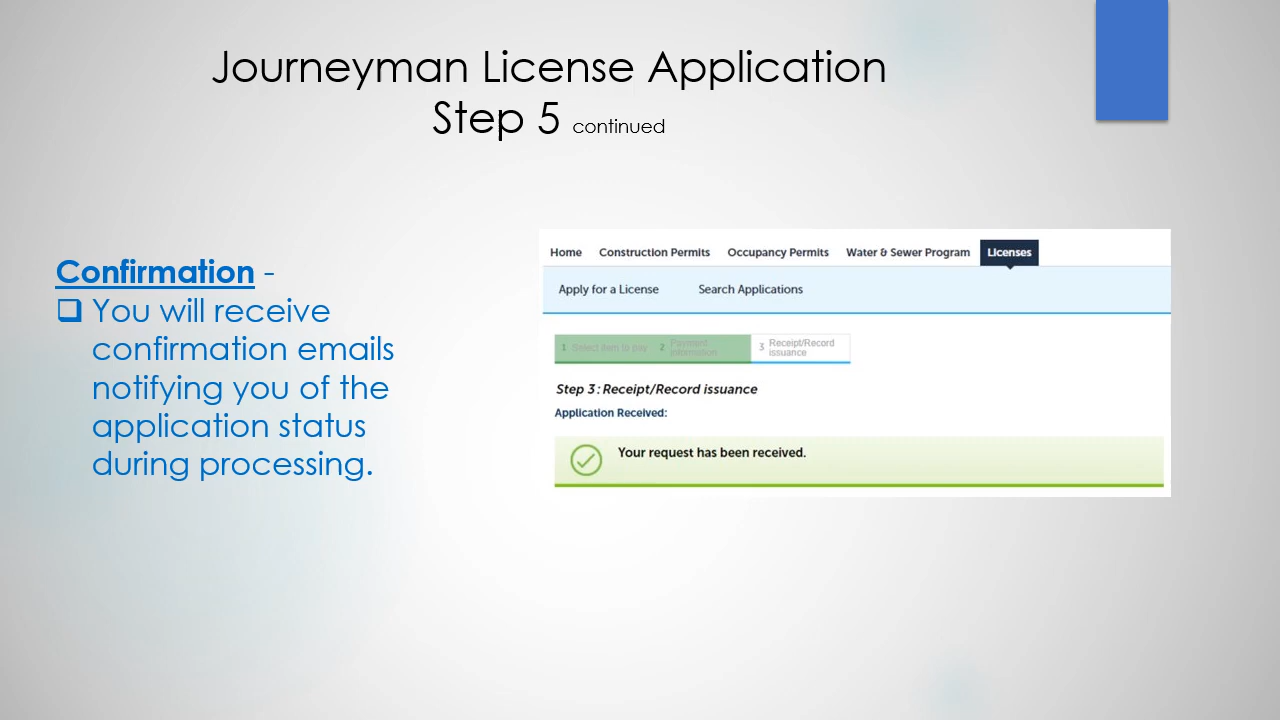 Journeyman License Application
Step 5 continued
Confirmation -
❑ You will receive
confirmation emails
notifying you of the
application status
during processing.
Home Construction Permits Occupancy Permits Water & Sewer Program Licenses
Apply for a License Search Applications
1 Select item to pay 2 Payment information 3 Receipt/Record issuance
Step 3: Receipt/Record issuance
Application Received:
Your request has been received.